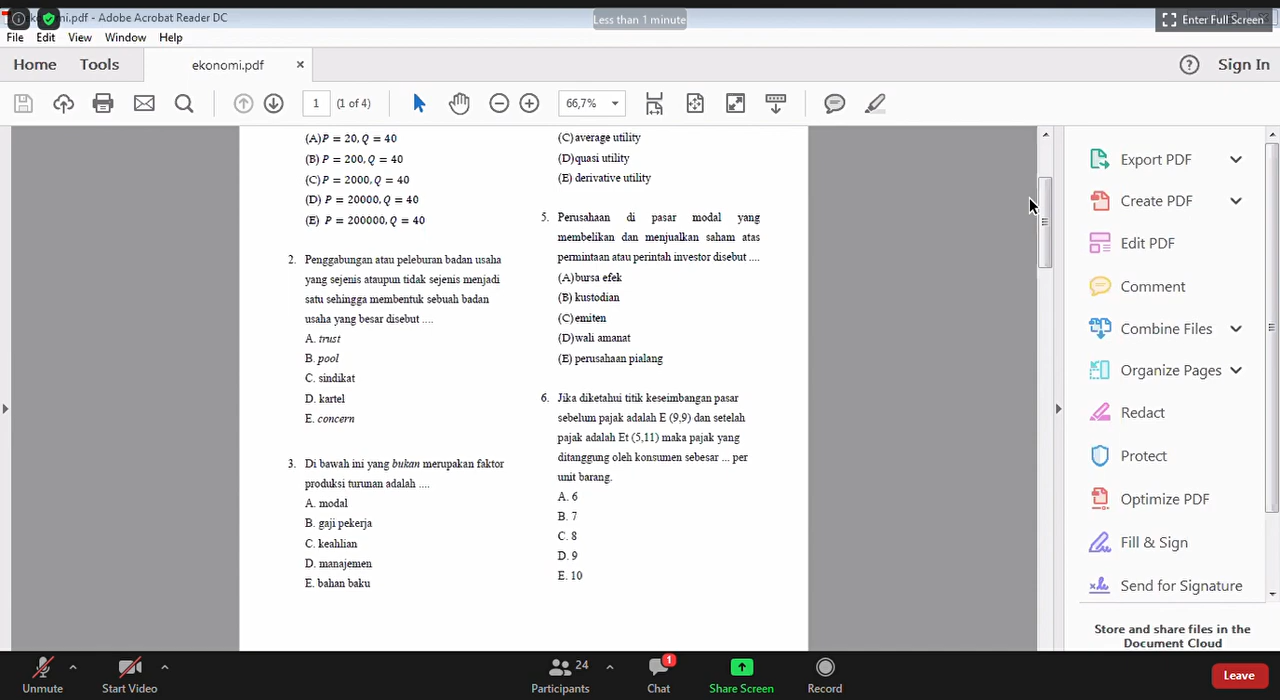 ekonomi.pdf - Adobe Acrobat Reader DC
Less than 1 minute
Enter Full Screen
File Edit View Window Help
Home Tools ekonomi.pdf × Sign In
1 (1 of 4) 66,7%
(A) P = 20, Q = 40
(B) P = 200, Q = 40
(C) P = 2000, Q = 40
(D) P = 20000, Q = 40
(E) P = 200000, Q = 40
2. Penggabungan atau peleburan badan usaha
yang sejenis ataupun tidak sejenis menjadi
satu sehingga membentuk sebuah badan
usaha yang besar disebut ....
A. trust
B. pool
C. sindikat
D. kartel
E. concern
3. Di bawah ini yang bukan merupakan faktor
produksi turunan adalah ....
A. modal
B. gaji pekerja
C. keahlian
D. manajemen
E. bahan baku
(C) average utility
(D) quasi utility
(E) derivative utility
5. Perusahaan di pasar modal yang
membelikan dan menjualkan saham atas
permintaan atau perintah investor disebut ....
(A) bursa efek
(B) kustodian
(C) emiten
(D) wali amanat
(E) perusahaan pialang
6. Jika diketahui titik keseimbangan pasar
sebelum pajak adalah E (9,9) dan setelah
pajak adalah Et (5,11) maka pajak yang
ditanggung oleh konsumen sebesar ... per
unit barang.
A. 6
B. 7
C. 8
D. 9
E. 10
Export PDF
Create PDF
Edit PDF
Comment
Combine Files
Organize Pages
Redact
Protect
Optimize PDF
Fill & Sign
Send for Signature
Store and share files in the
Document Cloud
Unmute
Start Video
24
Participants
1
Chat
Share Screen
Record
Leave